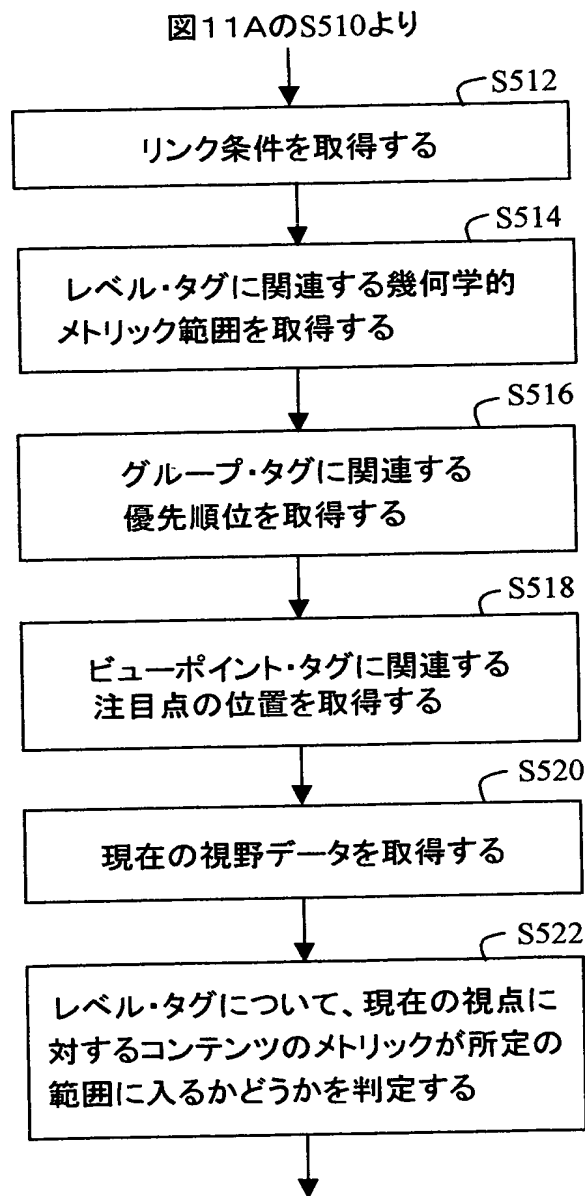 図11AのS510より
S512
リンク条件を取得する
S514
レベル・タグに関連する幾何学的
メトリック範囲を取得する
S516
グループ・タグに関連する
優先順位を取得する
S518
ビューポイント・タグに関連する
注目点の位置を取得する
S520
現在の視野データを取得する
S522
レベル・タグについて、現在の視点に
対するコンテンツのメトリックが所定の
範囲に入るかどうかを判定する